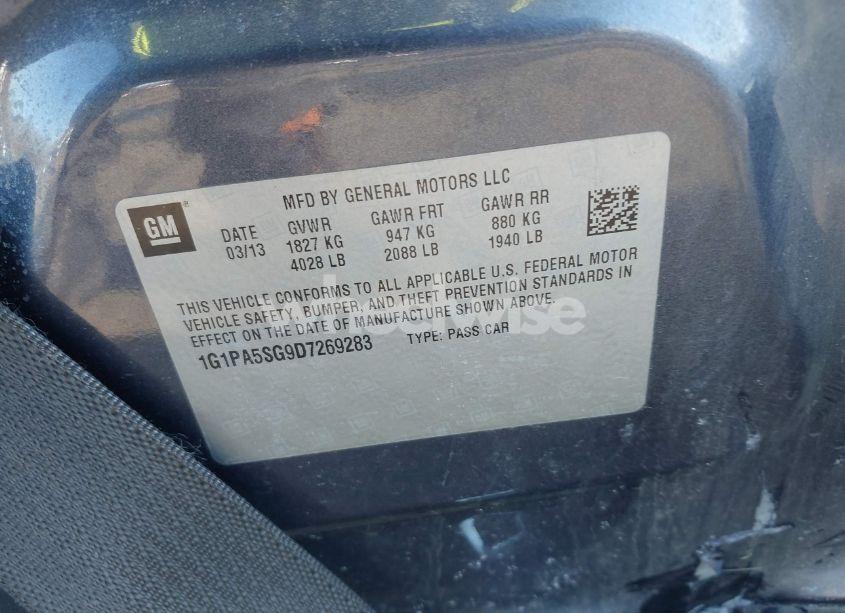 MFD BY GENERAL MOTORS LLC
GM
DATE GVWR GAWR FRT GAWR RR
03/13 1827 KG 947 KG 880 KG
4028 LB 2088 LB 1940 LB
THIS VEHICLE CONFORMS TO ALL APPLICABLE U.S. FEDERAL MOTOR
VEHICLE SAFETY, BUMPER, AND THEFT PREVENTION STANDARDS IN
EFFECT ON THE DATE OF MANUFACTURE SHOWN ABOVE.
1G1PA5SG9D7269283 TYPE: PASS CAR